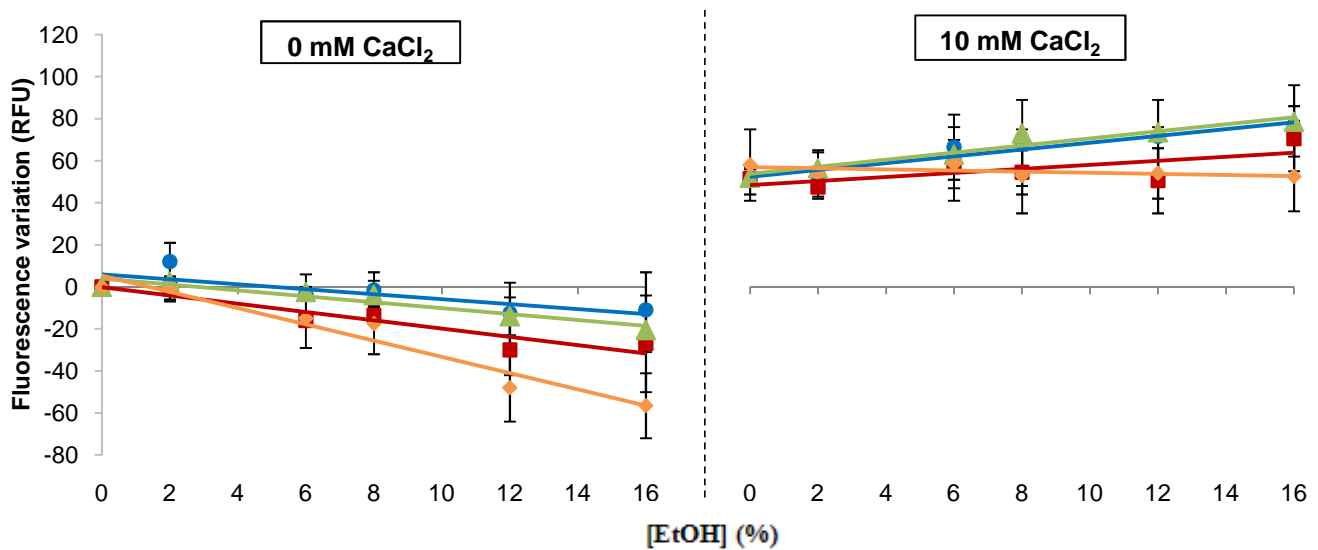 Fluorescence variation (RFU)
120
100
80
60
40
20
0
-20
-40
-60
-80
0 mM CaCl₂
10 mM CaCl₂
0 2 4 6 8 10 12 14 16
0 2 4 6 8 10 12 14 16
[EtOH] (%)